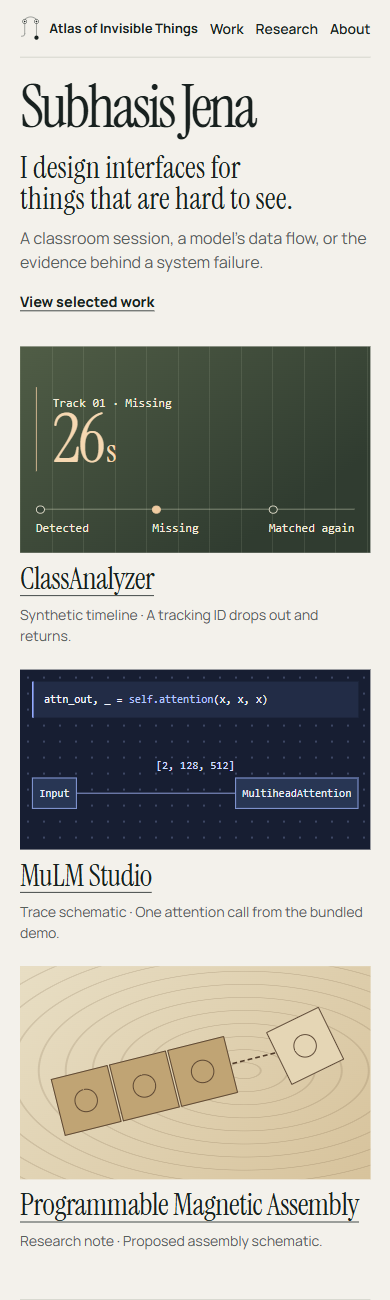 Atlas of Invisible Things Work Research About
Subhasis Jena
I design interfaces for
things that are hard to see.
A classroom session, a model's data flow, or the
evidence behind a system failure.
View selected work
Track 01 · Missing
26s
Detected Missing Matched again
ClassAnalyzer
Synthetic timeline · A tracking ID drops out and
returns.
attn_out, _ = self.attention(x, x, x)
[2, 128, 512]
Input MultiheadAttention
MuLM Studio
Trace schematic · One attention call from the bundled
demo.
Programmable Magnetic Assembly
Research note · Proposed assembly schematic.